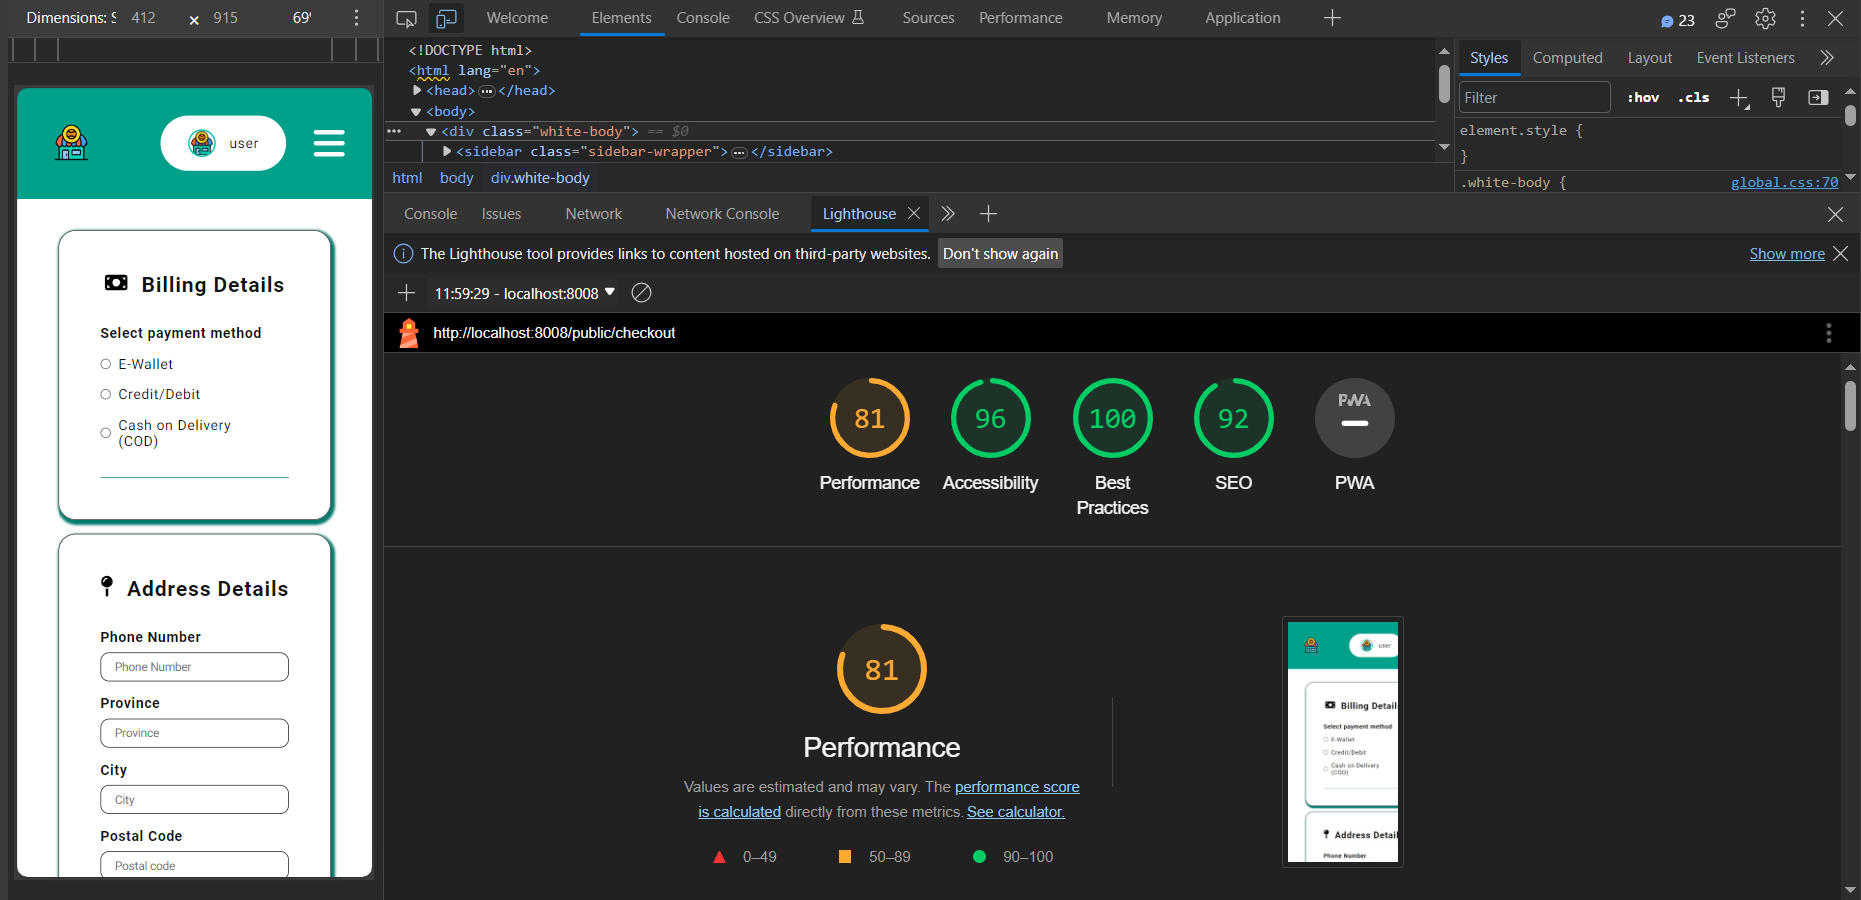 Dimensions: S 412 × 915 69%
Welcome Elements Console CSS Overview Sources Performance Memory Application
23
user
Billing Details
Select payment method
E-Wallet
Credit/Debit
Cash on Delivery
(COD)
Address Details
Phone Number
Phone Number
Province
Province
City
City
Postal Code
Postal code
<!DOCTYPE html>
<html lang="en">
<head> … </head>
<body>
… <div class="white-body"> == $0
<sidebar class="sidebar-wrapper"> … </sidebar>
html body div.white-body
Styles Computed Layout Event Listeners
Filter :hov .cls
element.style {
}
.white-body { global.css:70
Console Issues Network Network Console Lighthouse
The Lighthouse tool provides links to content hosted on third-party websites. Don't show again Show more
11:59:29 - localhost:8008
http://localhost:8008/public/checkout
81 96 100 92 PWA
Performance Accessibility Best Practices SEO PWA
81
Performance
Values are estimated and may vary. The performance score
is calculated directly from these metrics. See calculator.
0–49 50–89 90–100
user
Billing Detail
Select payment method
E-Wallet
Credit/Debit
Cash on Delivery
(COD)
Address Detail
Phone Number